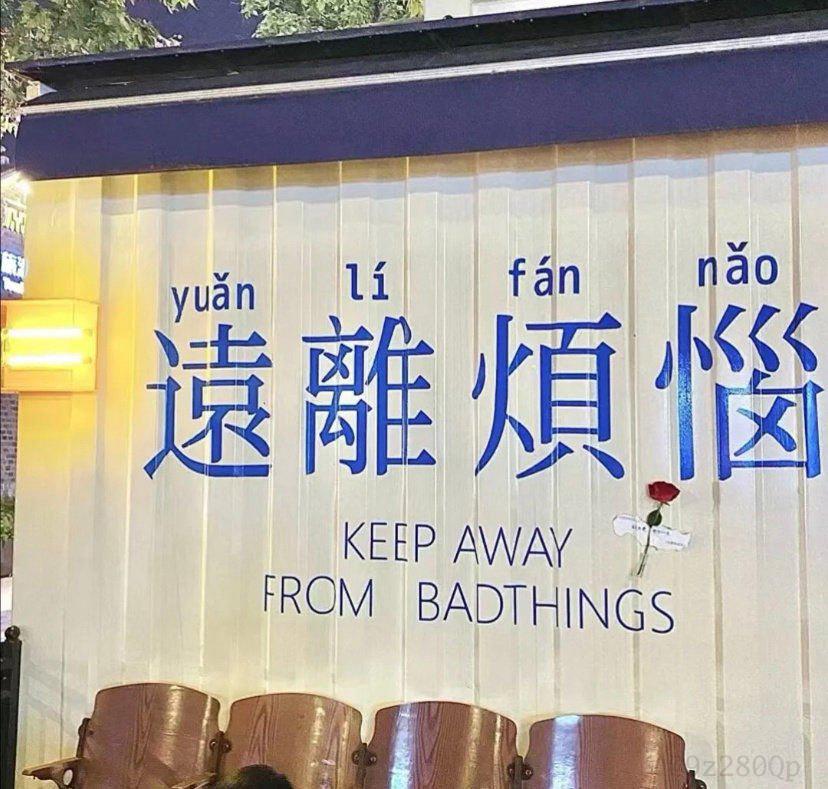 yuǎn lí fán nǎo
遠離煩惱
KEEP AWAY
FROM BADTHINGS